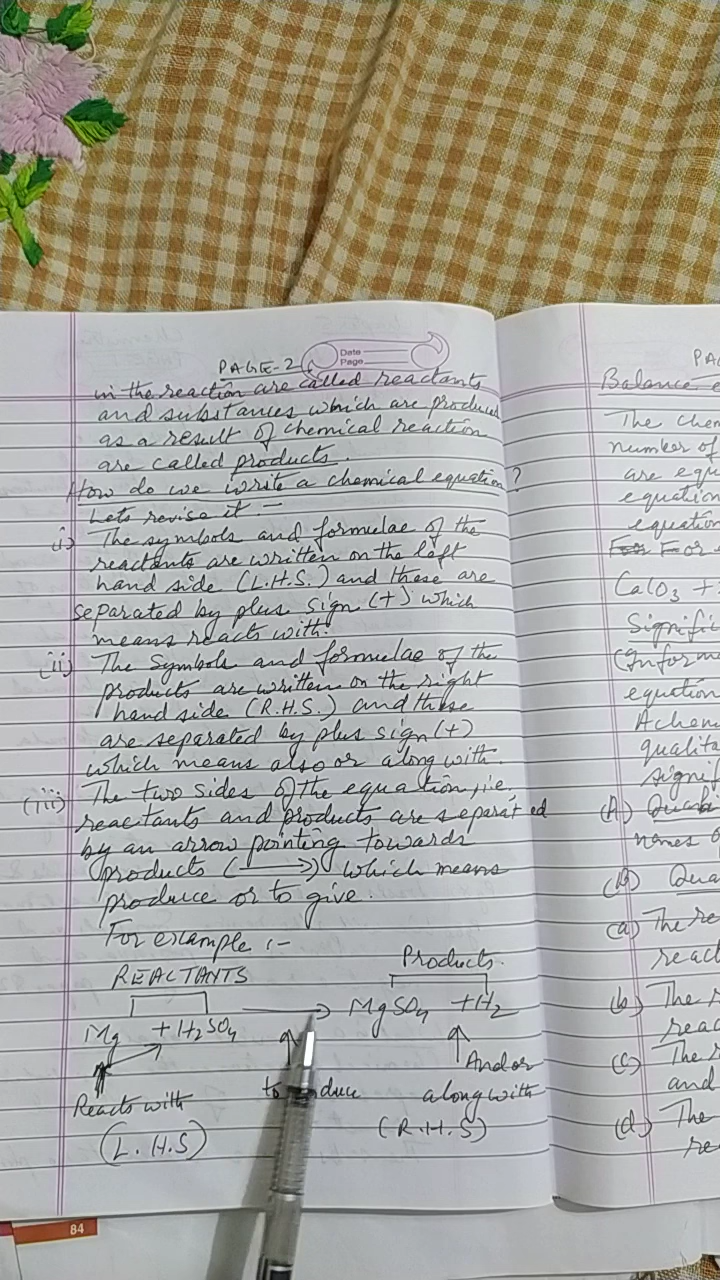 PAGE-2
Date
Page
in the reaction are called reactants
and substances which are produced
as a result of chemical reaction
are called products.
How do we write a chemical equation?
Lets revise it -
(i) The symbols and formulae of the
reactants are written on the left
hand side (L.H.S.) and these are
separated by plus sign (+) which
means reacts with.
(ii) The symbols and formulae of the
products are written on the right
hand side (R.H.S.) and these
are separated by plus sign (+)
which means also or along with.
(iii) The two sides of the equation, i.e.
reactants and products are separated
by an arrow pointing towards
products (⟶) which means
produce or to give.
For example :-
REACTANTS Products
Mg + H₂SO₄ ⟶ MgSO₄ + H₂
Reacts with to produce And or along with
(L.H.S) (R.H.S)
84
PA
Balance e
The chem
number of
are equ
equation
equation
For
CaCO₃ +
Signific
(Informa
equation
A chem
qualita
signif
(A)
names o
(B) Qua
(a) The re
react
(b) The r
reac
(c) The r
and
(d) The
re